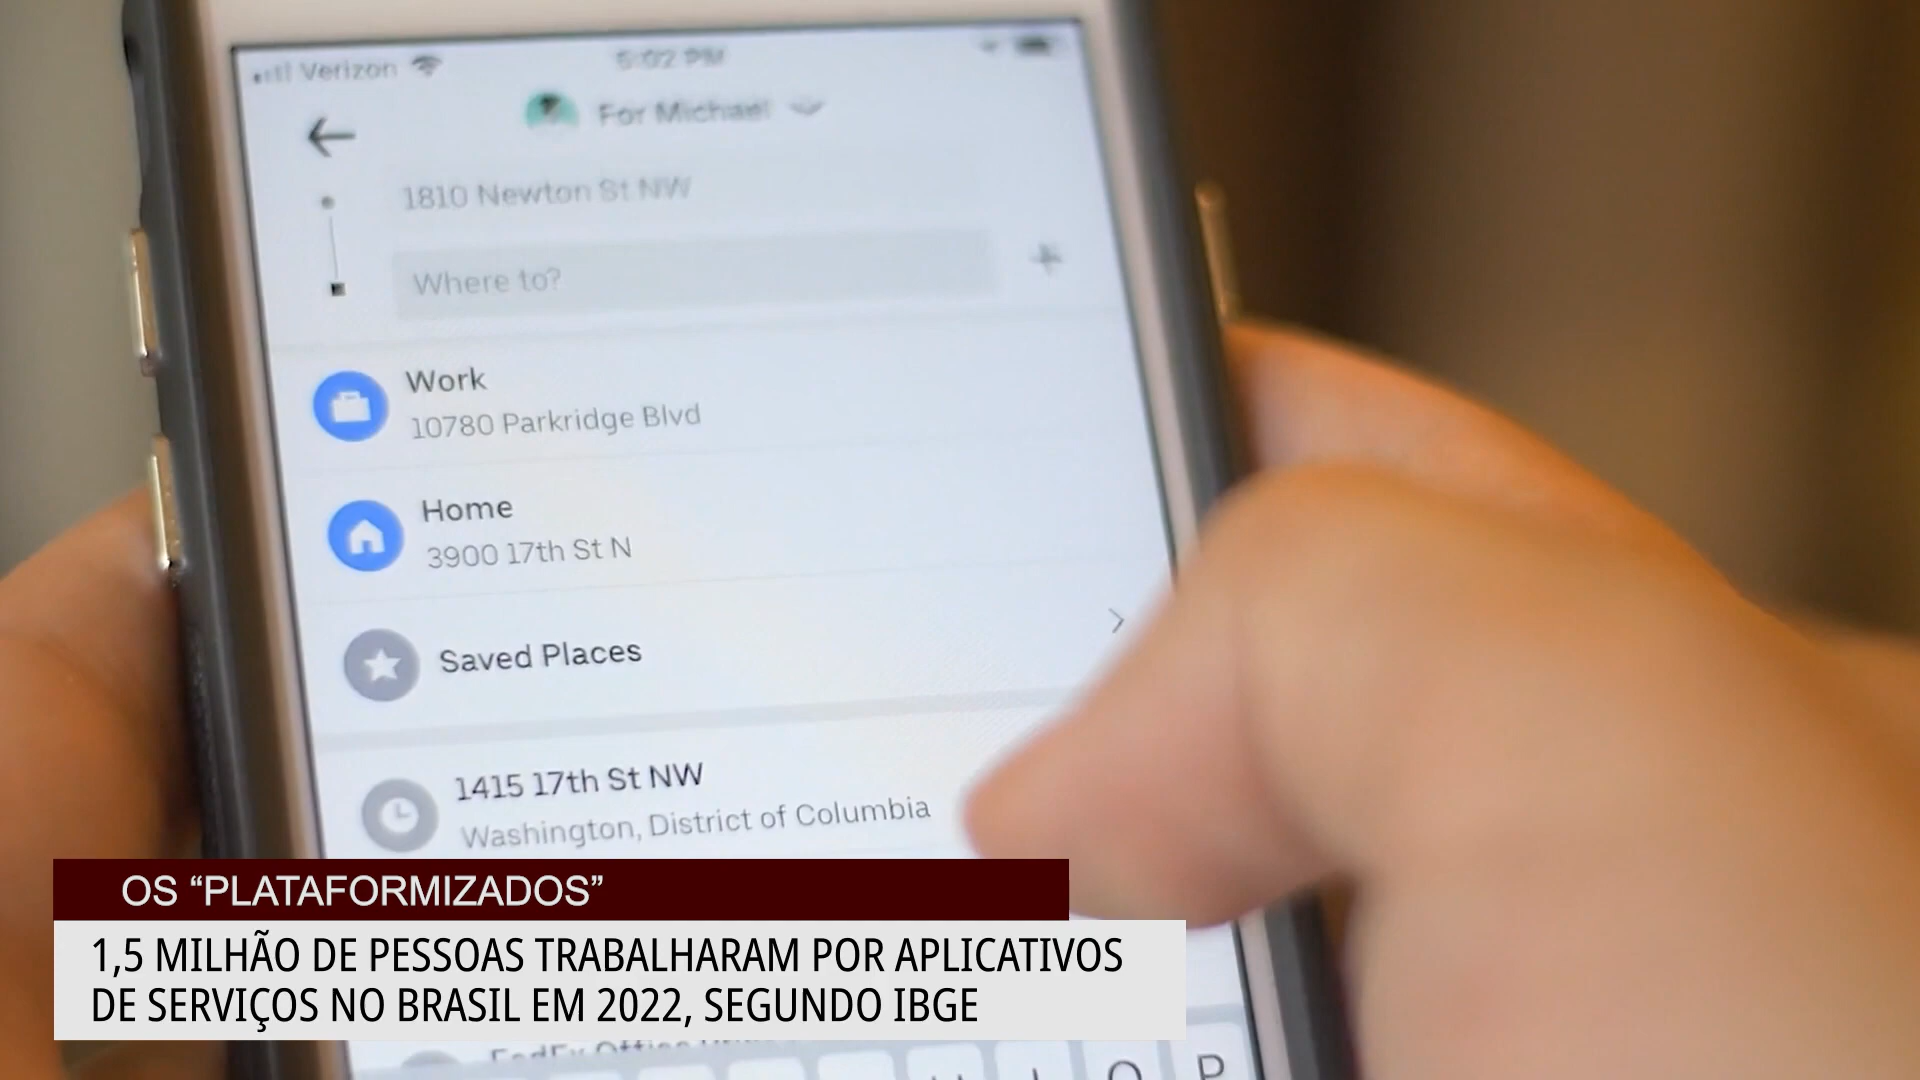 Verizon
5:02 PM
For Michael
1810 Newton St NW
Where to?
Work
10780 Parkridge Blvd
Home
3900 17th St N
Saved Places
1415 17th St NW
Washington, District of Columbia
OS “PLATAFORMIZADOS”
1,5 MILHÃO DE PESSOAS TRABALHARAM POR APLICATIVOS
DE SERVIÇOS NO BRASIL EM 2022, SEGUNDO IBGE
FedEx Office
O P